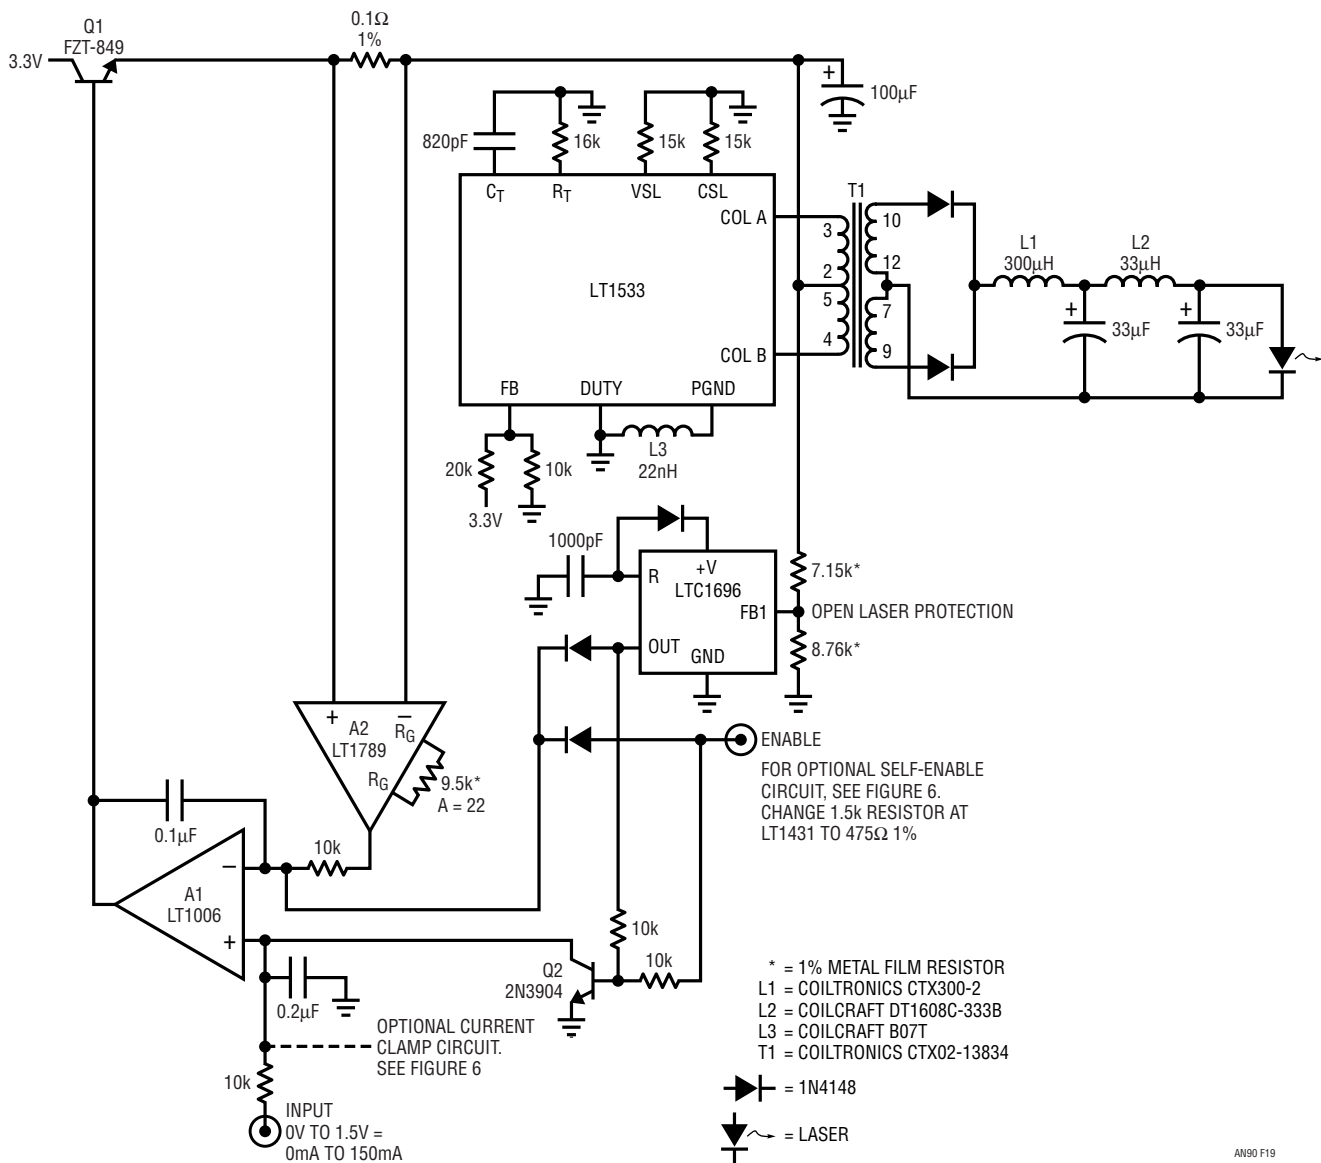 Q1
FZT-849
3.3V
0.1Ω
1%
+
100µF
820pF
16k
15k
15k
CT
RT
VSL
CSL
COL A
LT1533
COL B
FB
DUTY
PGND
T1
3
2
5
4
10
12
7
9
L1
300µH
L2
33µH
+
33µF
+
33µF
20k
10k
3.3V
L3
22nH
1000pF
R
+V
LTC1696
FB1
OUT
GND
7.15k*
OPEN LASER PROTECTION
8.76k*
+
–
A2
LT1789
RG
RG
9.5k*
A = 22
ENABLE
FOR OPTIONAL SELF-ENABLE
CIRCUIT, SEE FIGURE 6.
CHANGE 1.5k RESISTOR AT
LT1431 TO 475Ω 1%
0.1µF
10k
–
A1
LT1006
+
0.2µF
Q2
2N3904
10k
10k
OPTIONAL CURRENT
CLAMP CIRCUIT.
SEE FIGURE 6
10k
INPUT
0V TO 1.5V =
0mA TO 150mA
* = 1% METAL FILM RESISTOR
L1 = COILTRONICS CTX300-2
L2 = COILCRAFT DT1608C-333B
L3 = COILCRAFT B07T
T1 = COILTRONICS CTX02-13834
= 1N4148
= LASER
AN90 F19